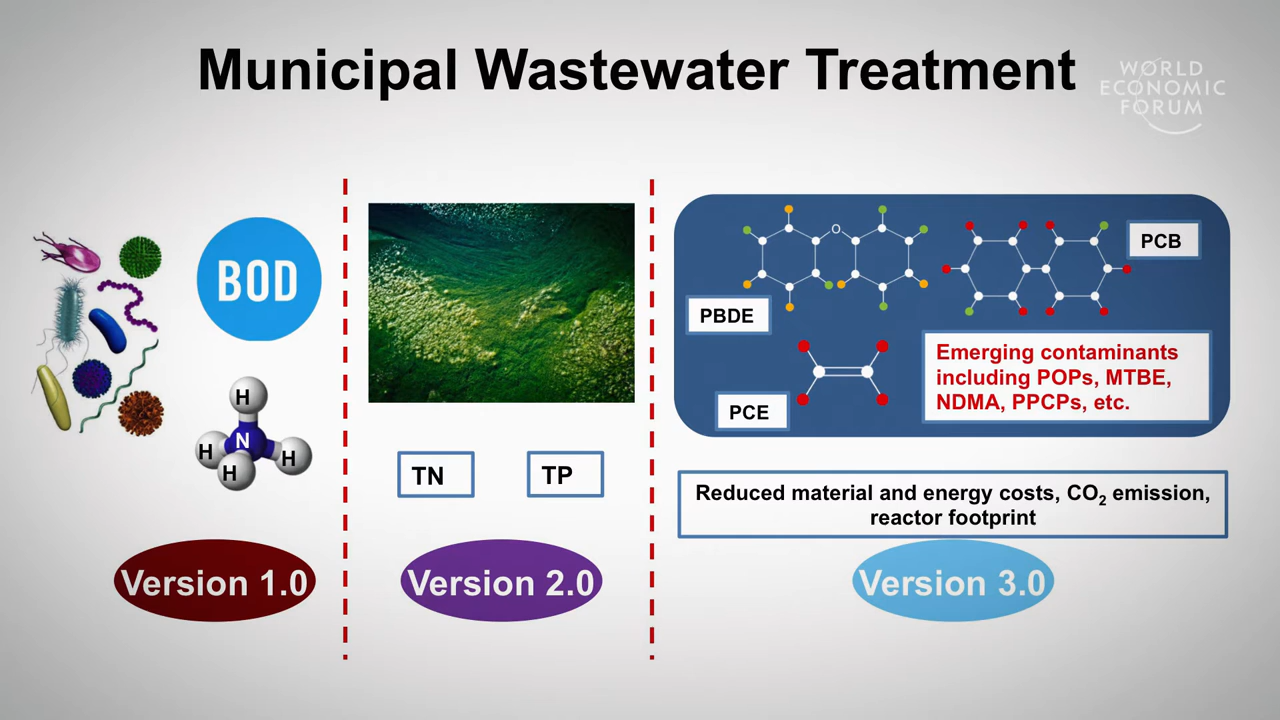 Municipal Wastewater Treatment
WORLD
ECONOMIC
FORUM
BOD
H
N
H
H
H
Version 1.0
TN
TP
Version 2.0
O
PCB
PBDE
PCE
Emerging contaminants
including POPs, MTBE,
NDMA, PPCPs, etc.
Reduced material and energy costs, CO₂ emission,
reactor footprint
Version 3.0